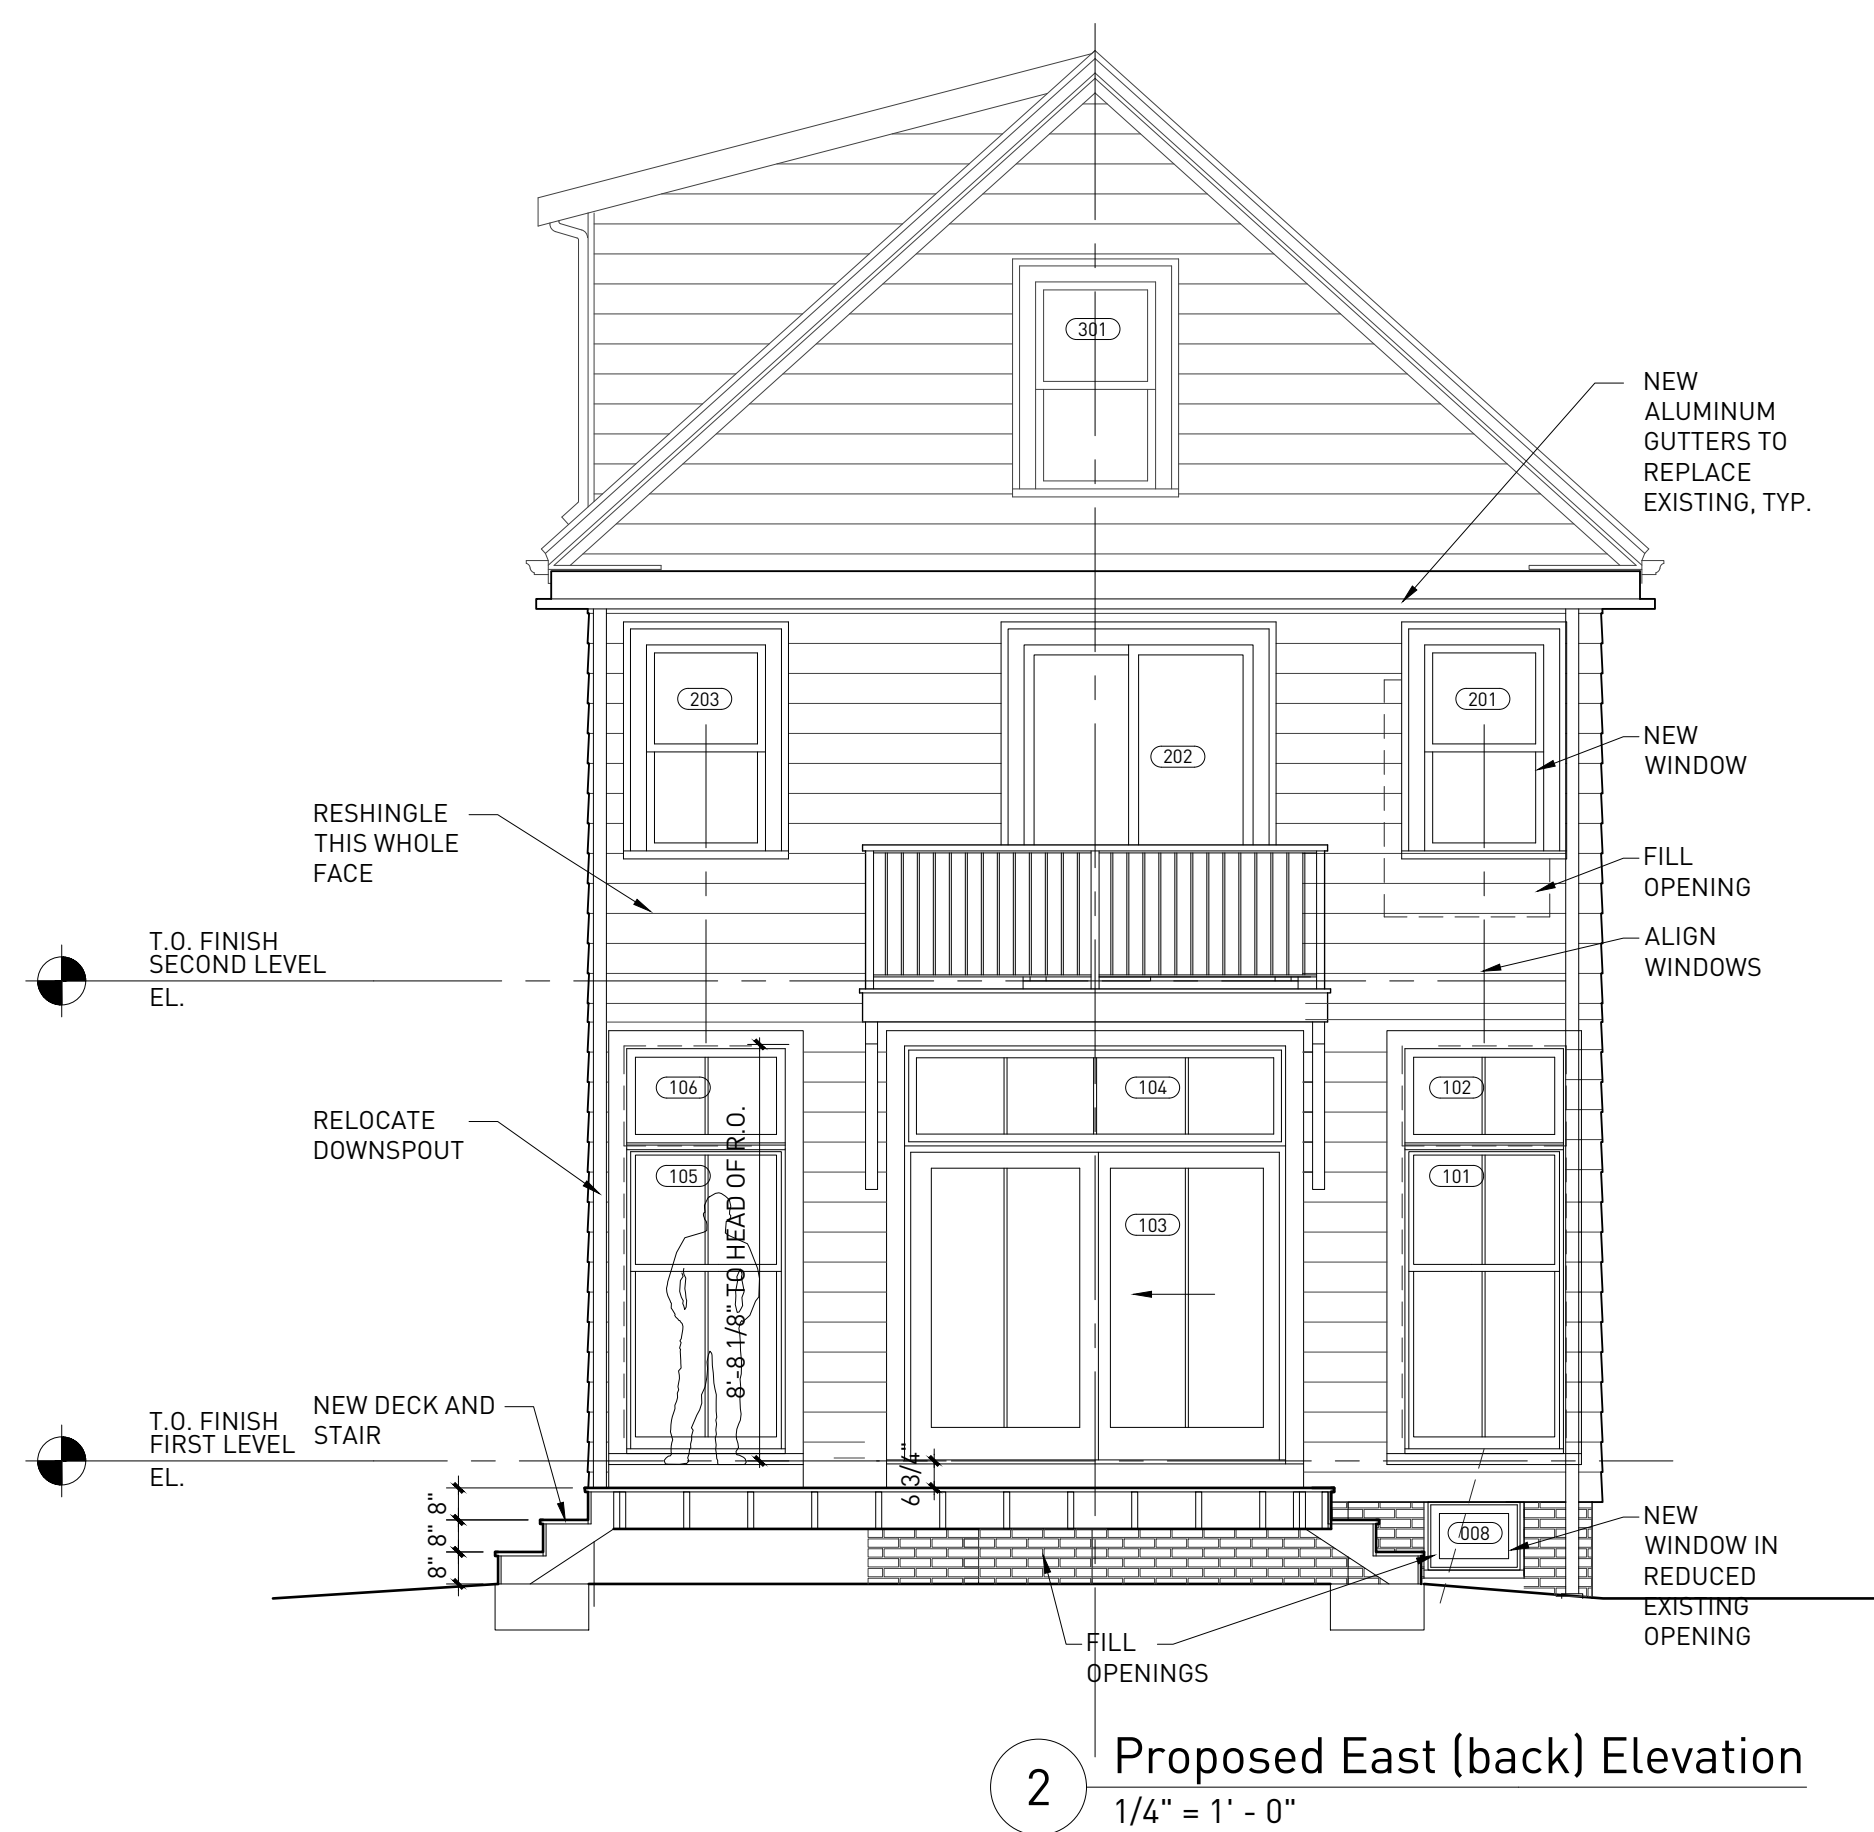 301
NEW
ALUMINUM
GUTTERS TO
REPLACE
EXISTING, TYP.
203
202
201
NEW
WINDOW
RESHINGLE
THIS WHOLE
FACE
FILL
OPENING
ALIGN
WINDOWS
T.O. FINISH
SECOND LEVEL
EL.
106
104
102
RELOCATE
DOWNSPOUT
105
103
101
8'-8 1/8" TO HEAD OF R.O.
NEW DECK AND
STAIR
T.O. FINISH
FIRST LEVEL
EL.
6 3/4"
8"
8"
8"
008
NEW
WINDOW IN
REDUCED
EXISTING
OPENING
FILL
OPENINGS
2
Proposed East (back) Elevation
1/4" = 1' - 0"